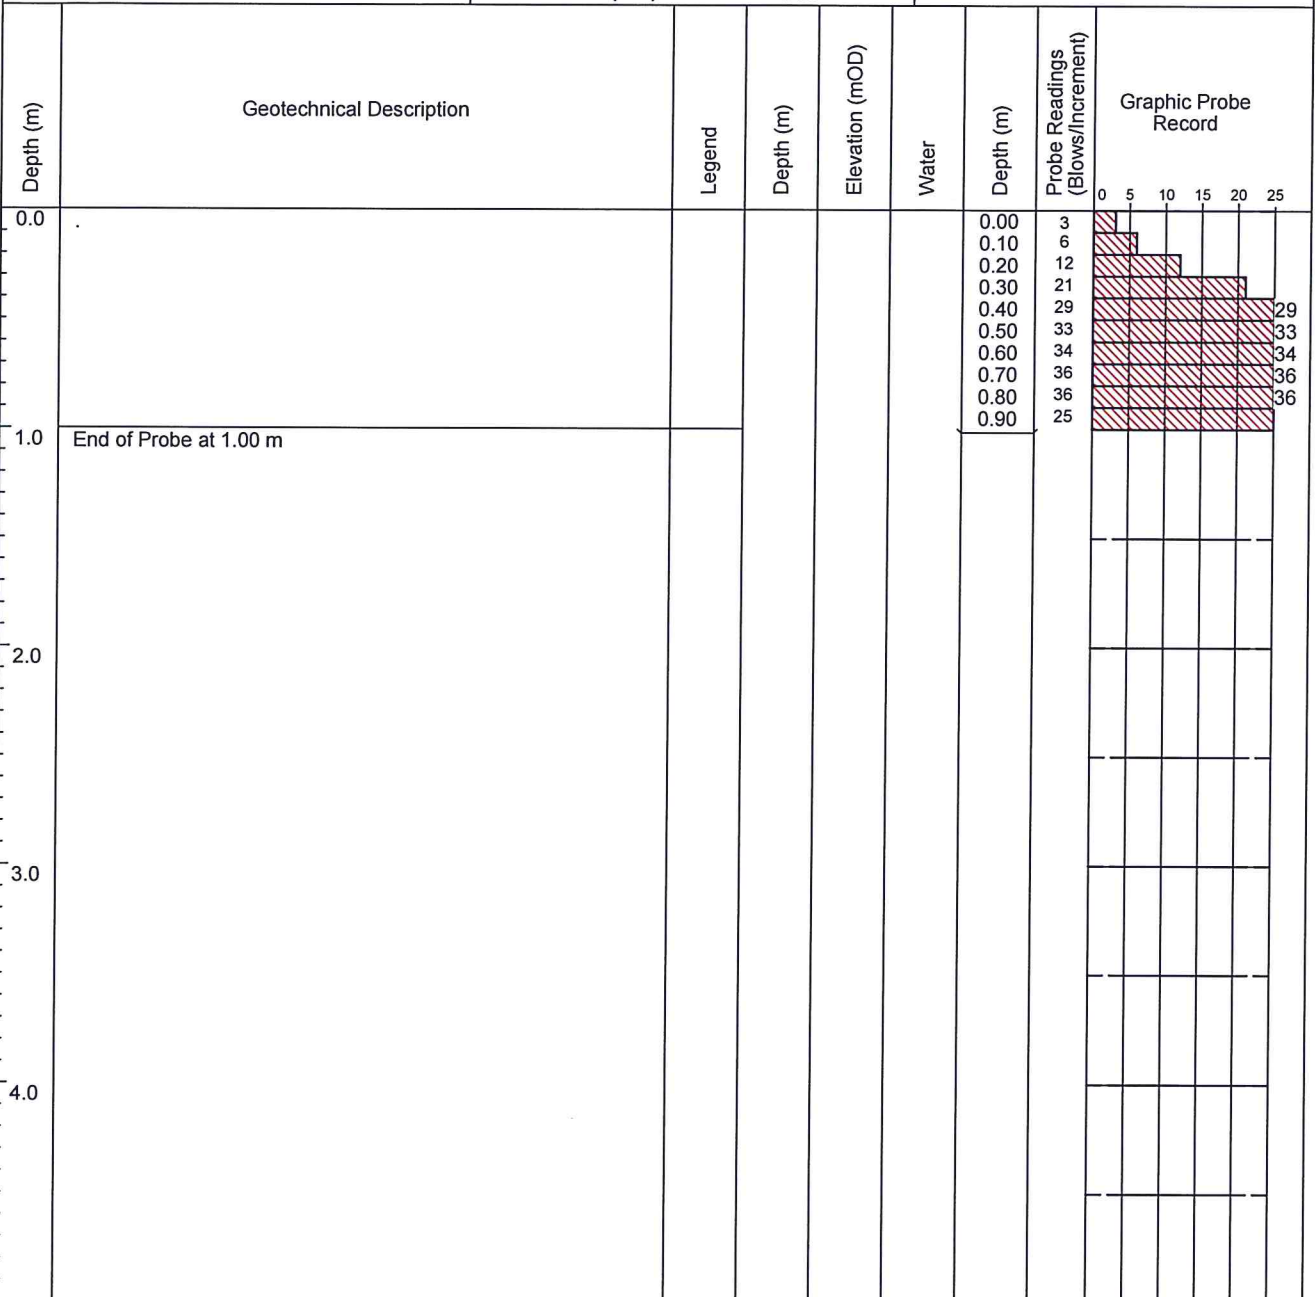 Depth (m)
Geotechnical Description
Legend
Depth (m)
Elevation (mOD)
Water
Depth (m)
Probe Readings
(Blows/Increment)
Graphic Probe
Record
0 5 10 15 20 25
0.0
0.00 3
0.10 6
0.20 12
0.30 21
0.40 29 29
0.50 33 33
0.60 34 34
0.70 36 36
0.80 36 36
0.90 25
1.0
End of Probe at 1.00 m
2.0
3.0
4.0